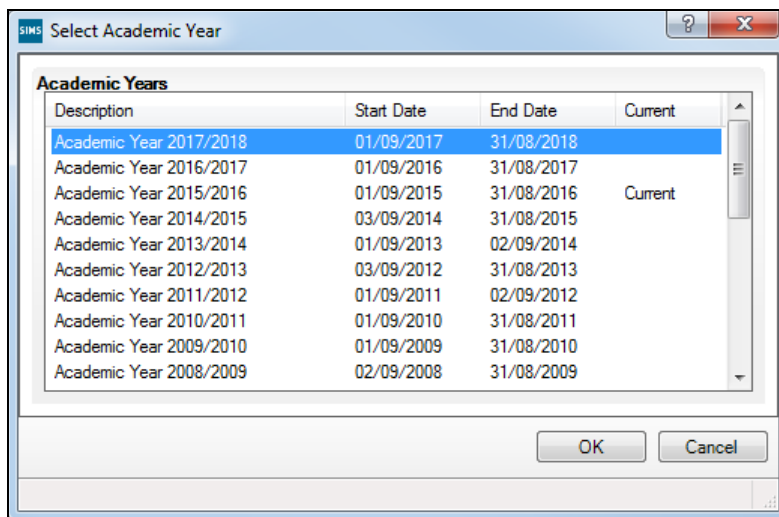 SIMS Select Academic Year
Academic Years
Description Start Date End Date Current
Academic Year 2017/2018 01/09/2017 31/08/2018
Academic Year 2016/2017 01/09/2016 31/08/2017
Academic Year 2015/2016 01/09/2015 31/08/2016 Current
Academic Year 2014/2015 03/09/2014 31/08/2015
Academic Year 2013/2014 01/09/2013 02/09/2014
Academic Year 2012/2013 03/09/2012 31/08/2013
Academic Year 2011/2012 01/09/2011 02/09/2012
Academic Year 2010/2011 01/09/2010 31/08/2011
Academic Year 2009/2010 01/09/2009 31/08/2010
Academic Year 2008/2009 02/09/2008 31/08/2009
OK Cancel